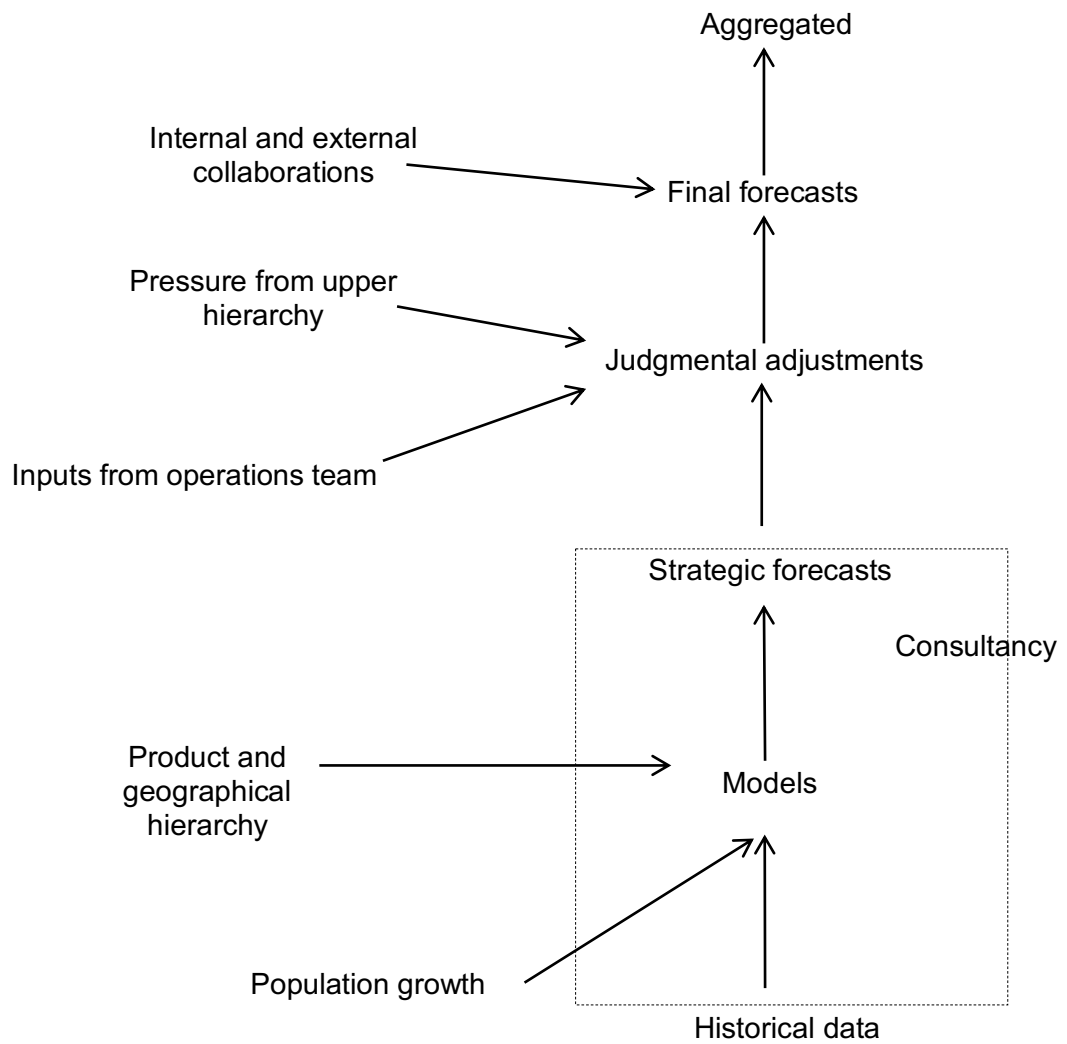 Aggregated
Internal and external
collaborations
Final forecasts
Pressure from upper
hierarchy
Judgmental adjustments
Inputs from operations team
Strategic forecasts
Consultancy
Product and
geographical
hierarchy
Models
Population growth
Historical data